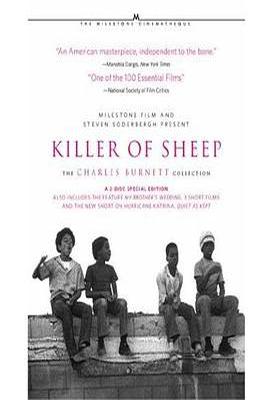 THE MILESTONE CINEMATHEQUE
"An American masterpiece, independent to the bone."
—Manohla Dargis, New York Times
"One of the 100 Essential Films"
—National Society of Film Critics
MILESTONE FILM AND
STEVEN SODERBERGH PRESENT
KILLER OF SHEEP
THE CHARLES BURNETT COLLECTION
A 2-DISC SPECIAL EDITION
ALSO INCLUDES THE FEATURE MY BROTHER'S WEDDING, 3 SHORT FILMS
AND THE NEW SHORT ON HURRICANE KATRINA, QUIET AS KEPT